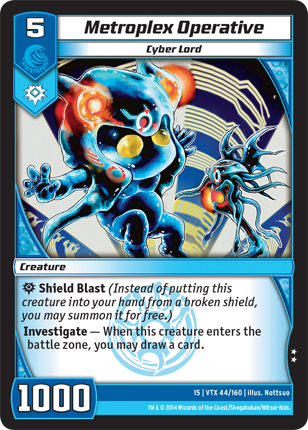 5
Metroplex Operative
Cyber Lord
Creature
Shield Blast (Instead of putting this
creature into your hand from a broken shield,
you may summon it for free.)
Investigate — When this creature enters the
battle zone, you may draw a card.
1000
15 | VTX 44/160 | illus. Nottsuo
TM & © 2014 Wizards of the Coast/Shogakukan/Mitsui-Kids.